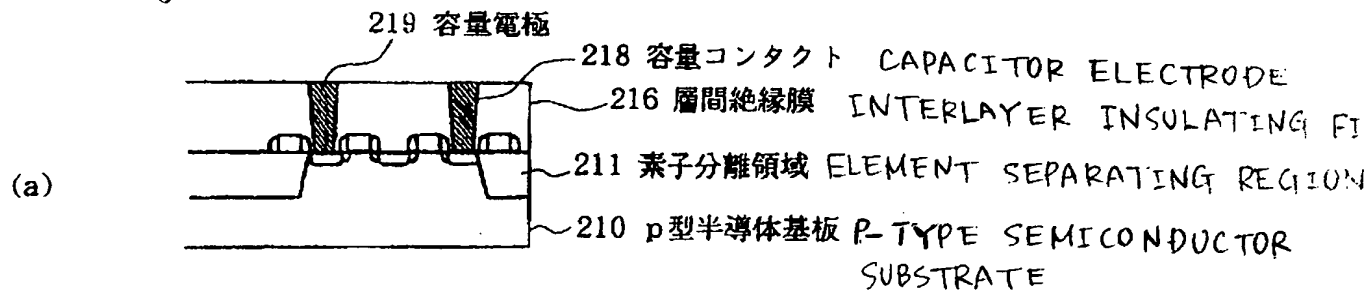 219 容量電極
218 容量コンタクト CAPACITOR ELECTRODE
216 層間絶縁膜 INTERLAYER INSULATING FI
211 素子分離領域 ELEMENT SEPARATING REGION
(a)
210 p型半導体基板 P-TYPE SEMICONDUCTOR
SUBSTRATE